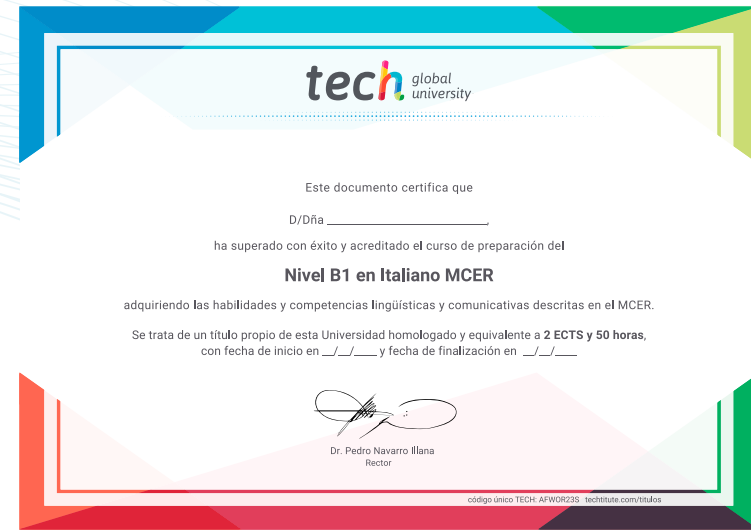 tech global university
Este documento certifica que
D/Dña ____________________,
ha superado con éxito y acreditado el curso de preparación del
Nivel B1 en Italiano MCER
adquiriendo las habilidades y competencias lingüísticas y comunicativas descritas en el MCER.
Se trata de un título propio de esta Universidad homologado y equivalente a 2 ECTS y 50 horas,
con fecha de inicio en __/__/____ y fecha de finalización en __/__/____
Dr. Pedro Navarro Illana
Rector
código único TECH: AFWOR23S techtitute.com/titulos